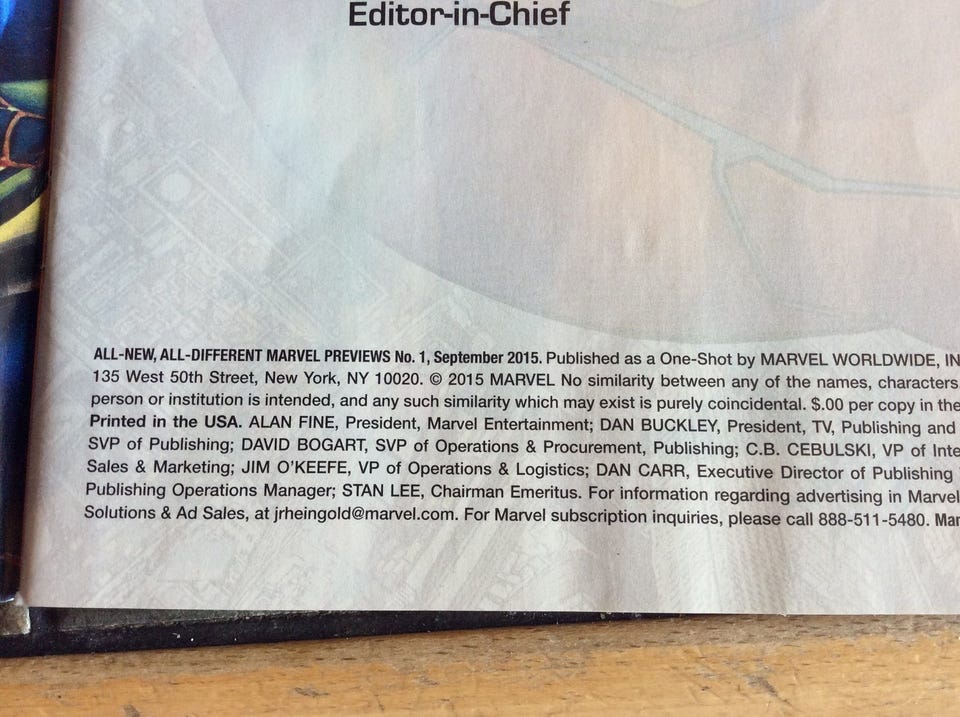 Editor-in-Chief
ALL-NEW, ALL-DIFFERENT MARVEL PREVIEWS No. 1, September 2015. Published as a One-Shot by MARVEL WORLDWIDE, IN
135 West 50th Street, New York, NY 10020. © 2015 MARVEL No similarity between any of the names, characters,
person or institution is intended, and any such similarity which may exist is purely coincidental. $.00 per copy in the
Printed in the USA. ALAN FINE, President, Marvel Entertainment; DAN BUCKLEY, President, TV, Publishing and
SVP of Publishing; DAVID BOGART, SVP of Operations & Procurement, Publishing; C.B. CEBULSKI, VP of Inte
Sales & Marketing; JIM O'KEEFE, VP of Operations & Logistics; DAN CARR, Executive Director of Publishing
Publishing Operations Manager; STAN LEE, Chairman Emeritus. For information regarding advertising in Marvel
Solutions & Ad Sales, at jrheingold@marvel.com. For Marvel subscription inquiries, please call 888-511-5480. Man